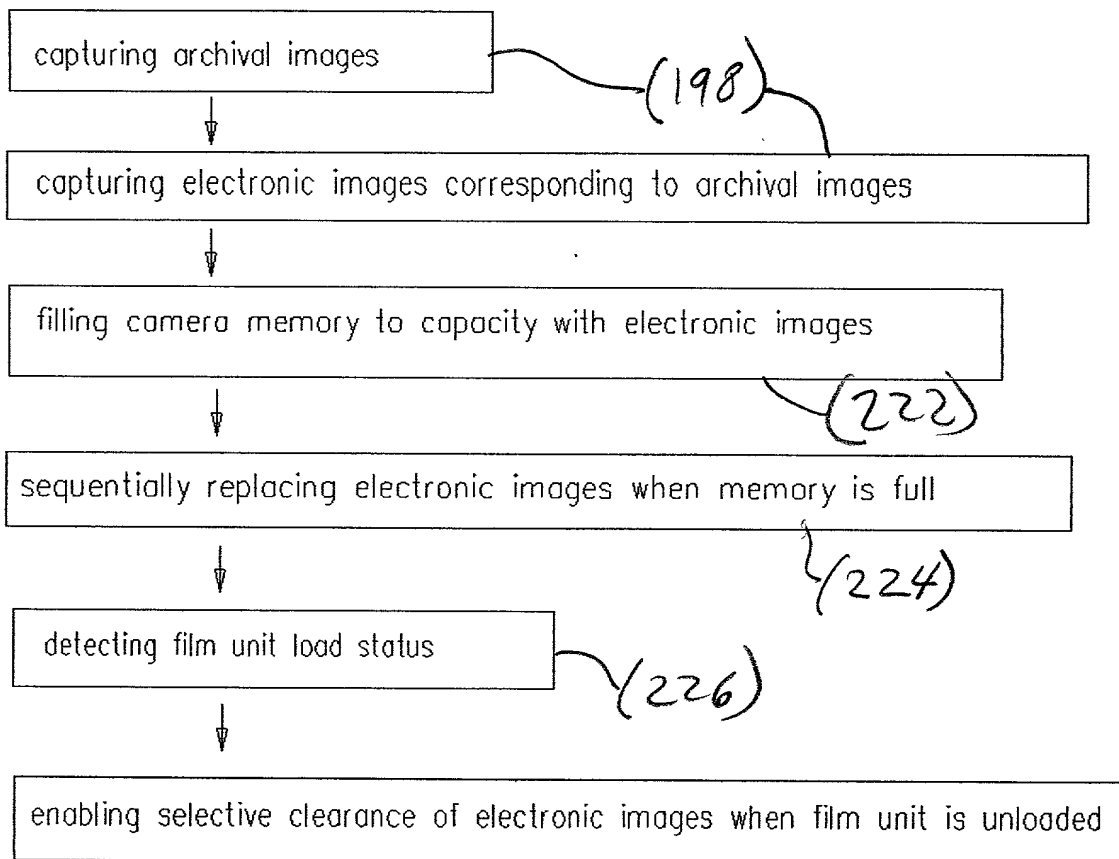 capturing archival images
(198)
capturing electronic images corresponding to archival images
filling camera memory to capacity with electronic images
(222)
sequentially replacing electronic images when memory is full
(224)
detecting film unit load status
(226)
enabling selective clearance of electronic images when film unit is unloaded